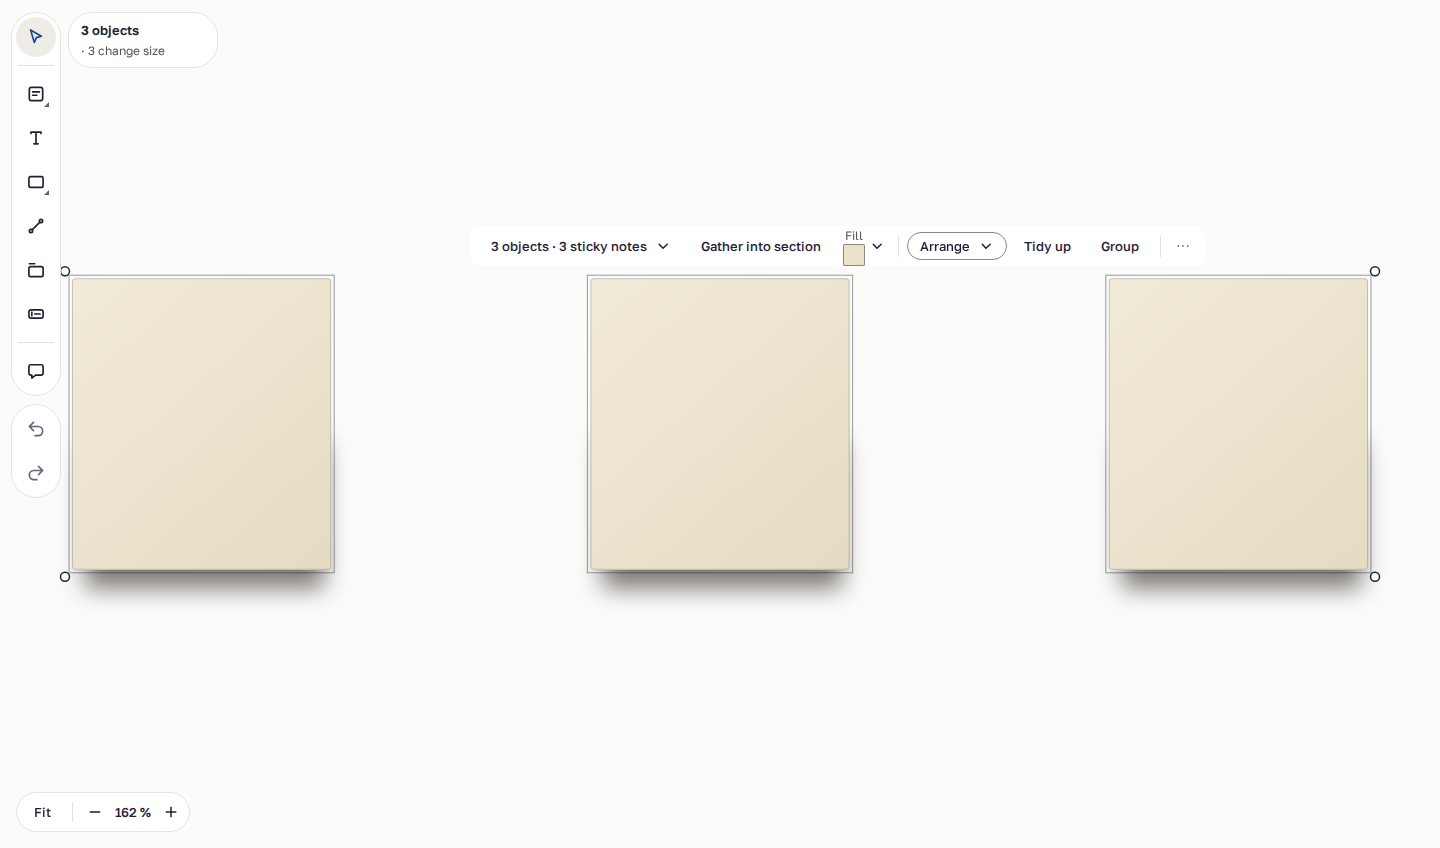 3 objects
· 3 change size
3 objects · 3 sticky notes
Gather into section
Fill
Arrange
Tidy up
Group
Fit
162 %